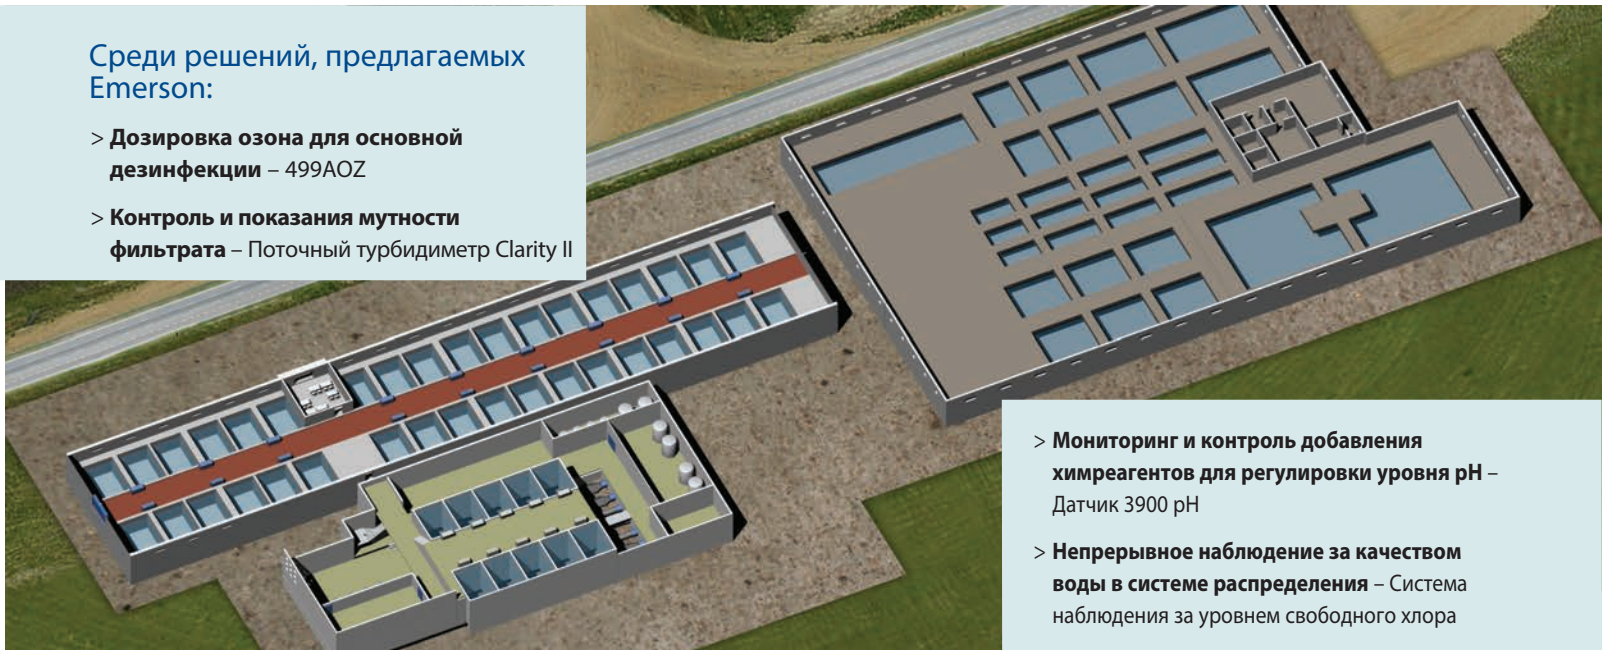 Среди решений, предлагаемых
Emerson:
> Дозировка озона для основной
дезинфекции – 499AOZ
> Контроль и показания мутности
фильтрата – Поточный турбидиметр Clarity II
> Мониторинг и контроль добавления
химреагентов для регулировки уровня pH –
Датчик 3900 pH
> Непрерывное наблюдение за качеством
воды в системе распределения – Система
наблюдения за уровнем свободного хлора